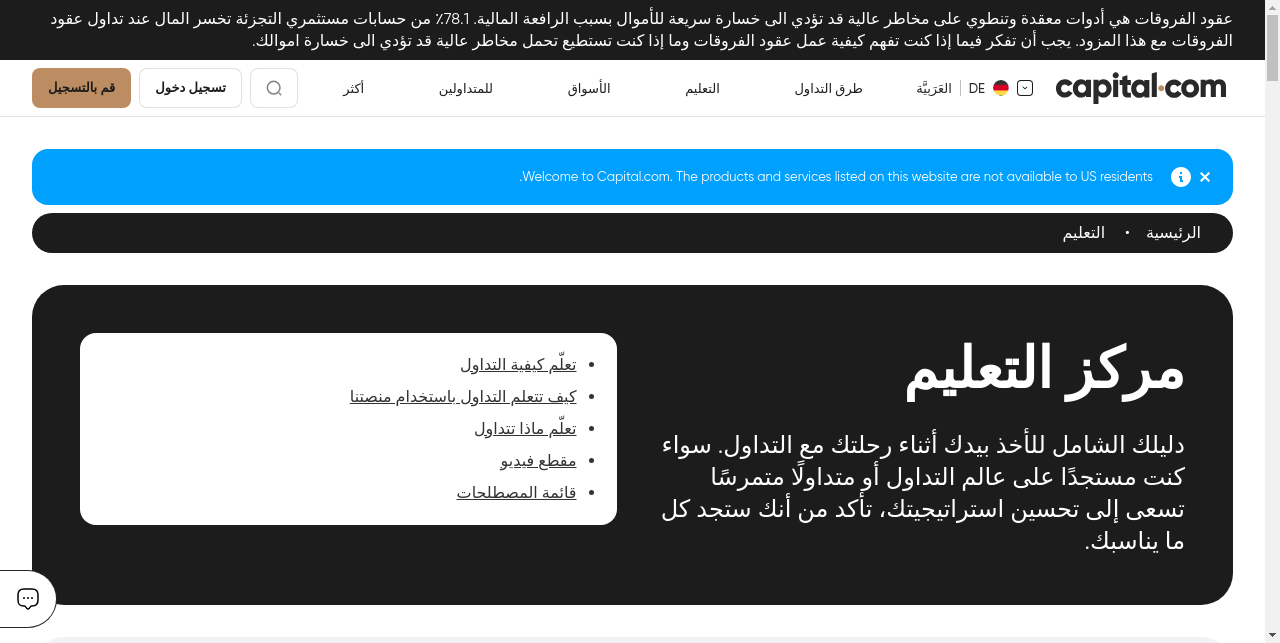 عقود الفروقات هي أدوات معقدة وتنطوي على مخاطر عالية قد تؤدي الى خسارة سريعة للأموال بسبب الرافعة المالية. 78.1٪ من حسابات مستثمري التجزئة تخسر المال عند تداول عقود
الفروقات مع هذا المزود. يجب أن تفكر فيما إذا كنت تفهم كيفية عمل عقود الفروقات وما إذا كنت تستطيع تحمل مخاطر عالية قد تؤدي الى خسارة اموالك.
capital.com
DE
العَرَبيَّة
طرق التداول
التعليم
الأسواق
للمتداولين
أكثر
تسجيل دخول
قم بالتسجيل
Welcome to Capital.com. The products and services listed on this website are not available to US residents.
الرئيسية • التعليم
مركز التعليم
دليلك الشامل للأخذ بيدك أثناء رحلتك مع التداول. سواء
كنت مستجدًا على عالم التداول أو متداولًا متمرسًا
تسعى إلى تحسين استراتيجيتك، تأكد من أنك ستجد كل
ما يناسبك.
• تعلّم كيفية التداول
• كيف تتعلم التداول باستخدام منصتنا
• تعلّم ماذا تتداول
• مقطع فيديو
• قائمة المصطلحات